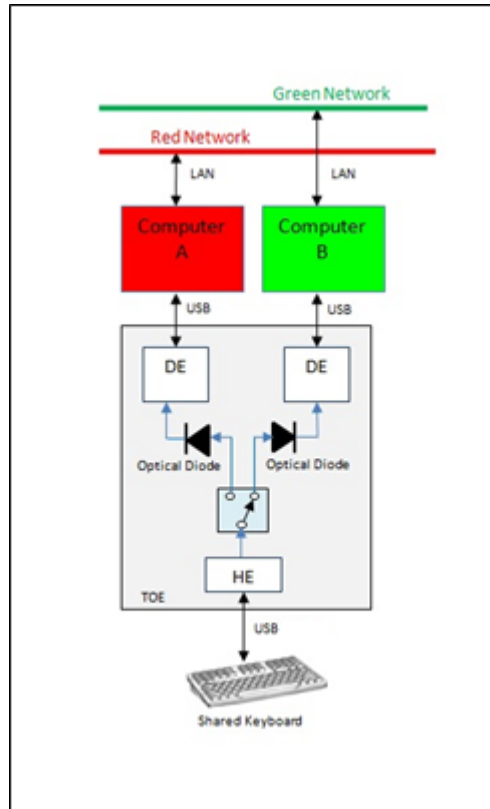 Green Network
Red Network
LAN
LAN
Computer
A
Computer
B
USB
USB
DE
DE
Optical Diode
Optical Diode
HE
TOE
USB
Shared Keyboard